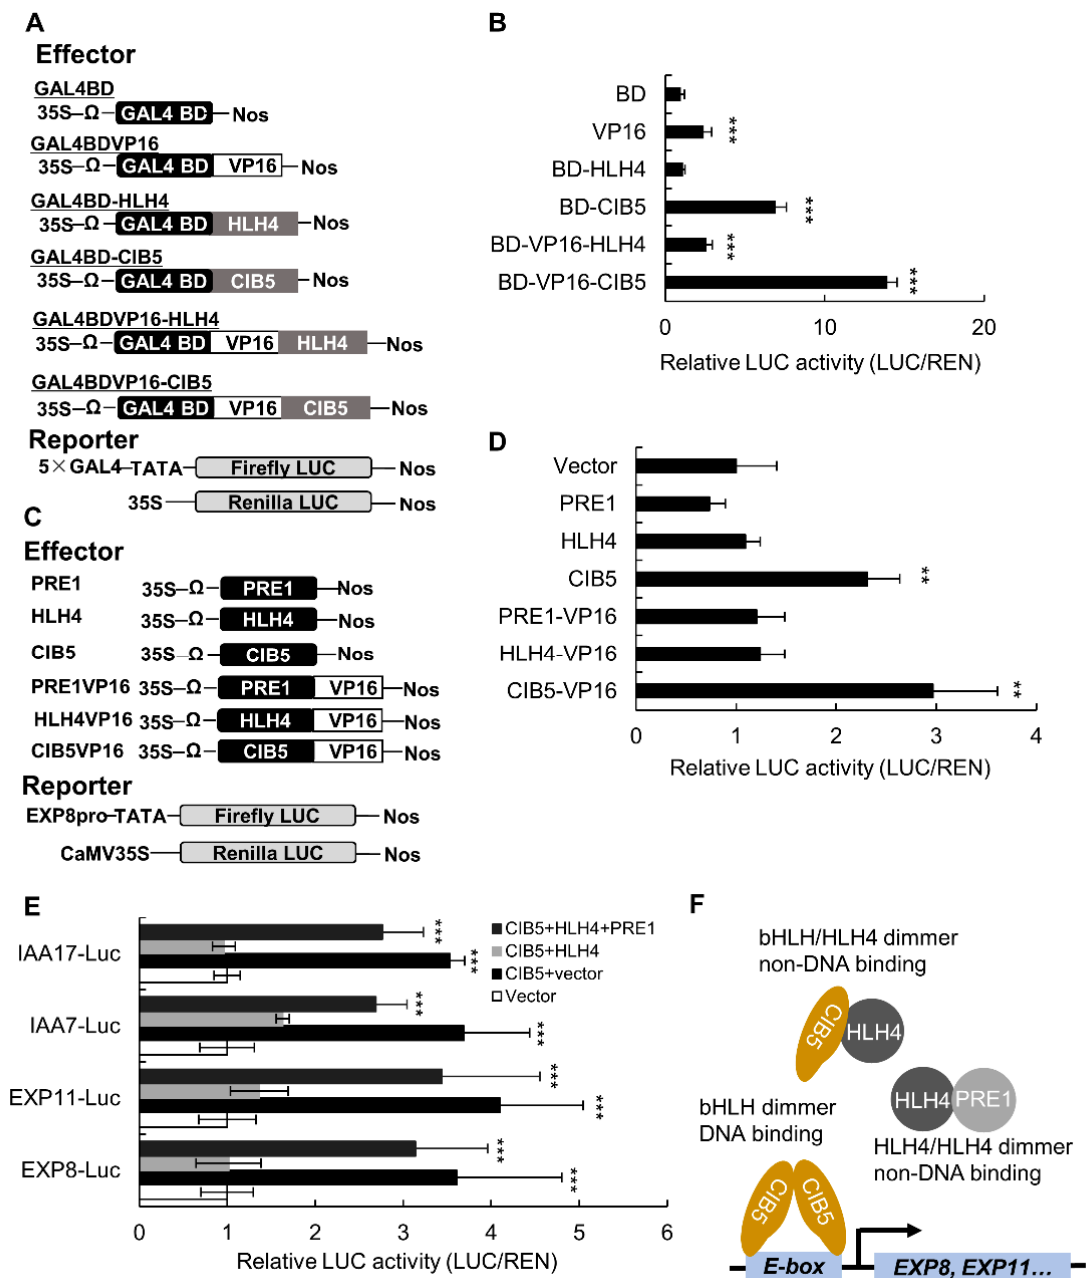 A
Effector
GAL4BD
35S–Ω–GAL4 BD–Nos
GAL4BDVP16
35S–Ω–GAL4 BD VP16–Nos
GAL4BD-HLH4
35S–Ω–GAL4 BD HLH4–Nos
GAL4BD-CIB5
35S–Ω–GAL4 BD CIB5–Nos
GAL4BDVP16-HLH4
35S–Ω–GAL4 BD VP16 HLH4–Nos
GAL4BDVP16-CIB5
35S–Ω–GAL4 BD VP16 CIB5–Nos
Reporter
5×GAL4–TATA–Firefly LUC–Nos
35S–Renilla LUC–Nos
B
BD
VP16 ***
BD-HLH4
BD-CIB5 ***
BD-VP16-HLH4 ***
BD-VP16-CIB5 ***
0 10 20
Relative LUC activity (LUC/REN)
C
Effector
PRE1 35S–Ω–PRE1–Nos
HLH4 35S–Ω–HLH4–Nos
CIB5 35S–Ω–CIB5–Nos
PRE1VP16 35S–Ω–PRE1 VP16–Nos
HLH4VP16 35S–Ω–HLH4 VP16–Nos
CIB5VP16 35S–Ω–CIB5 VP16–Nos
Reporter
EXP8pro–TATA–Firefly LUC–Nos
CaMV35S–Renilla LUC–Nos
D
Vector
PRE1
HLH4
CIB5 **
PRE1-VP16
HLH4-VP16
CIB5-VP16 **
0 1 2 3 4
Relative LUC activity (LUC/REN)
E
CIB5+HLH4+PRE1
CIB5+HLH4
CIB5+vector
Vector
IAA17-Luc *** ***
IAA7-Luc *** ***
EXP11-Luc *** ***
EXP8-Luc *** ***
0 1 2 3 4 5 6
Relative LUC activity (LUC/REN)
F
bHLH/HLH4 dimmer
non-DNA binding
CIB5 HLH4
HLH4 PRE1
HLH4/HLH4 dimmer
non-DNA binding
bHLH dimmer
DNA binding
CIB5 CIB5
E-box
EXP8, EXP11...